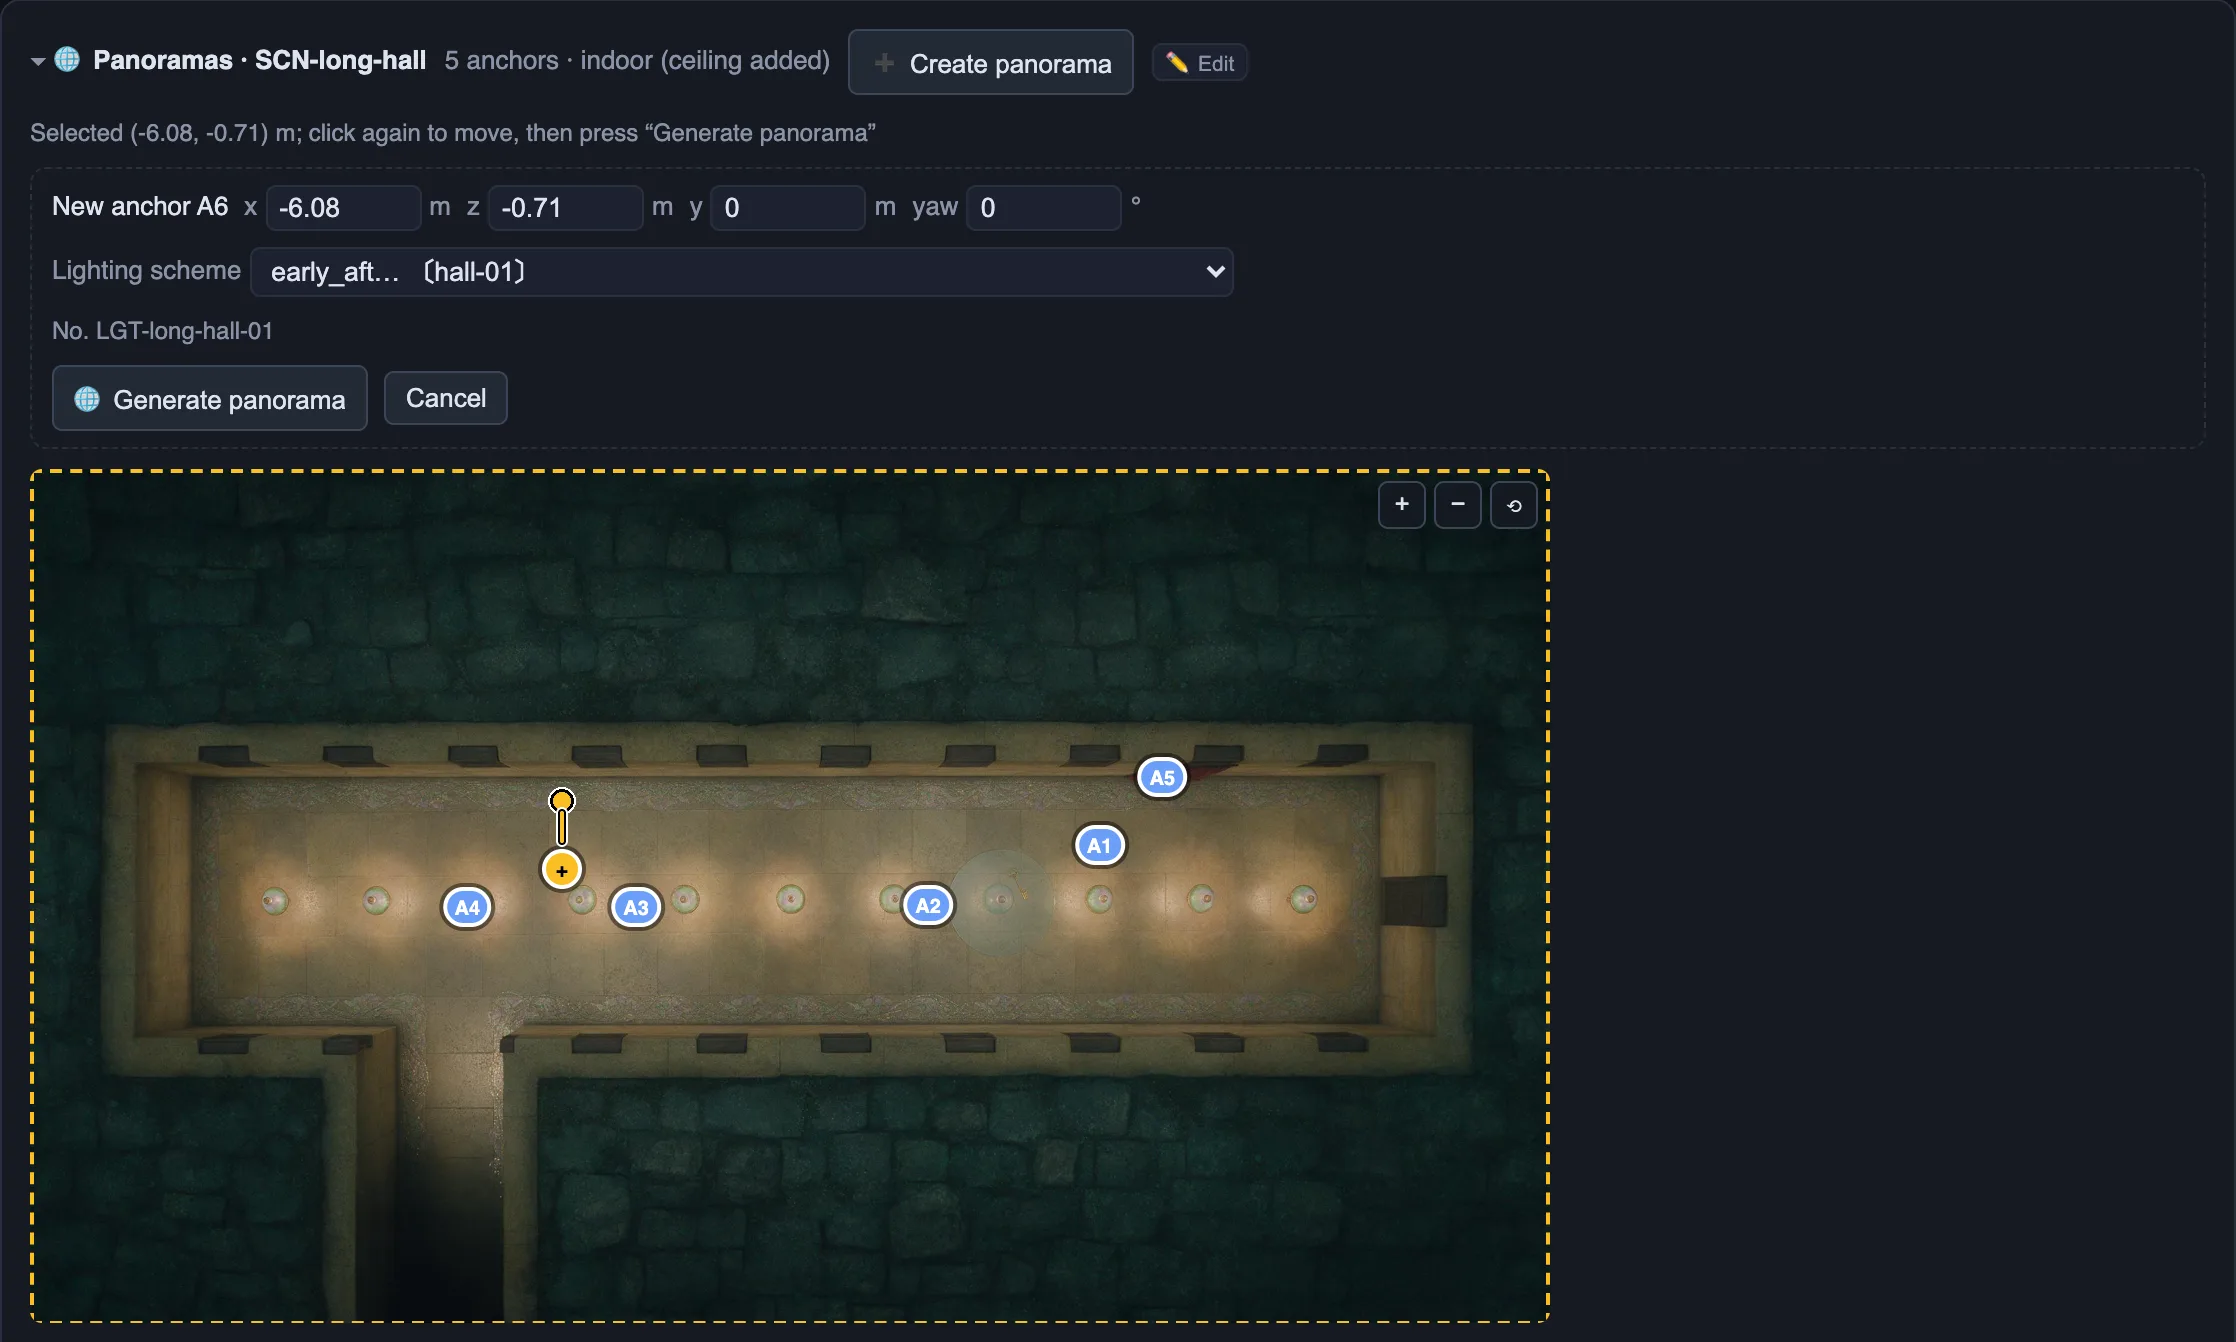 Panoramas · SCN-long-hall 5 anchors · indoor (ceiling added) Create panorama Edit
Selected (-6.08, -0.71) m; click again to move, then press “Generate panorama”
New anchor A6 x -6.08 m z -0.71 m y 0 m yaw 0 °
Lighting scheme early_aft… 〔hall-01〕
No. LGT-long-hall-01
Generate panorama Cancel
A5
A1
A4
A3
A2